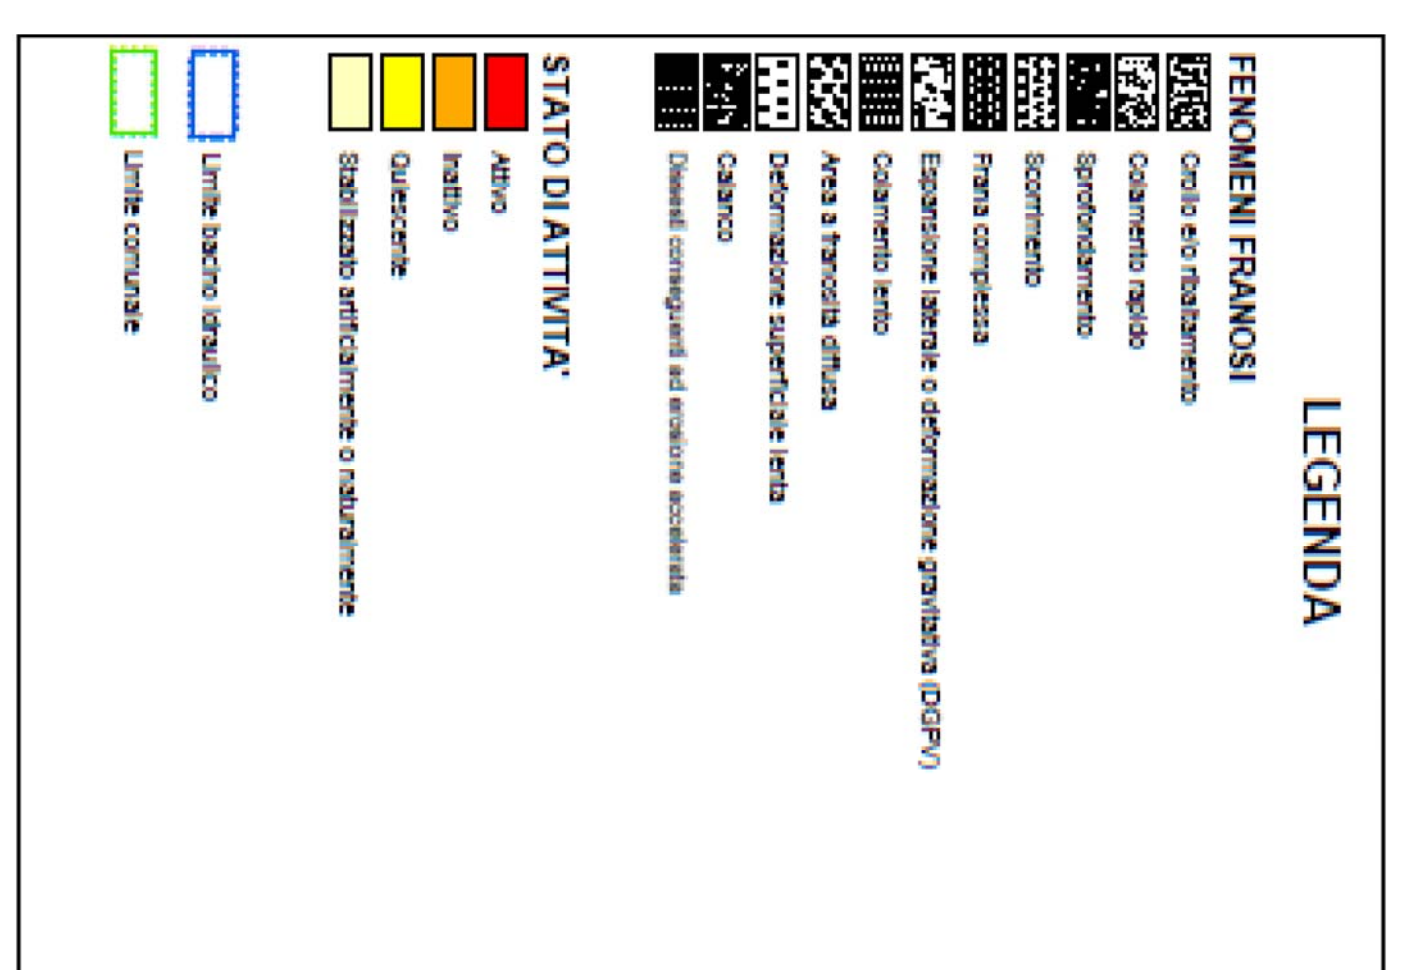 LEGENDA
FENOMENI FRANOSI
Crollo e/o ribaltamento
Colamento rapido
Sprofondamento
Scorrimento
Frana complessa
Espansione laterale o deformazione gravitativa (DGPV)
Colamento lento
Area a franosità diffusa
Deformazione superficiale lenta
Calanco
Dissesti conseguenti ad erosione accelerata
STATO DI ATTIVITA'
Attivo
Inattivo
Quiescente
Stabilizzato artificialmente o naturalmente
Limite bacino idraulico
Limite comunale